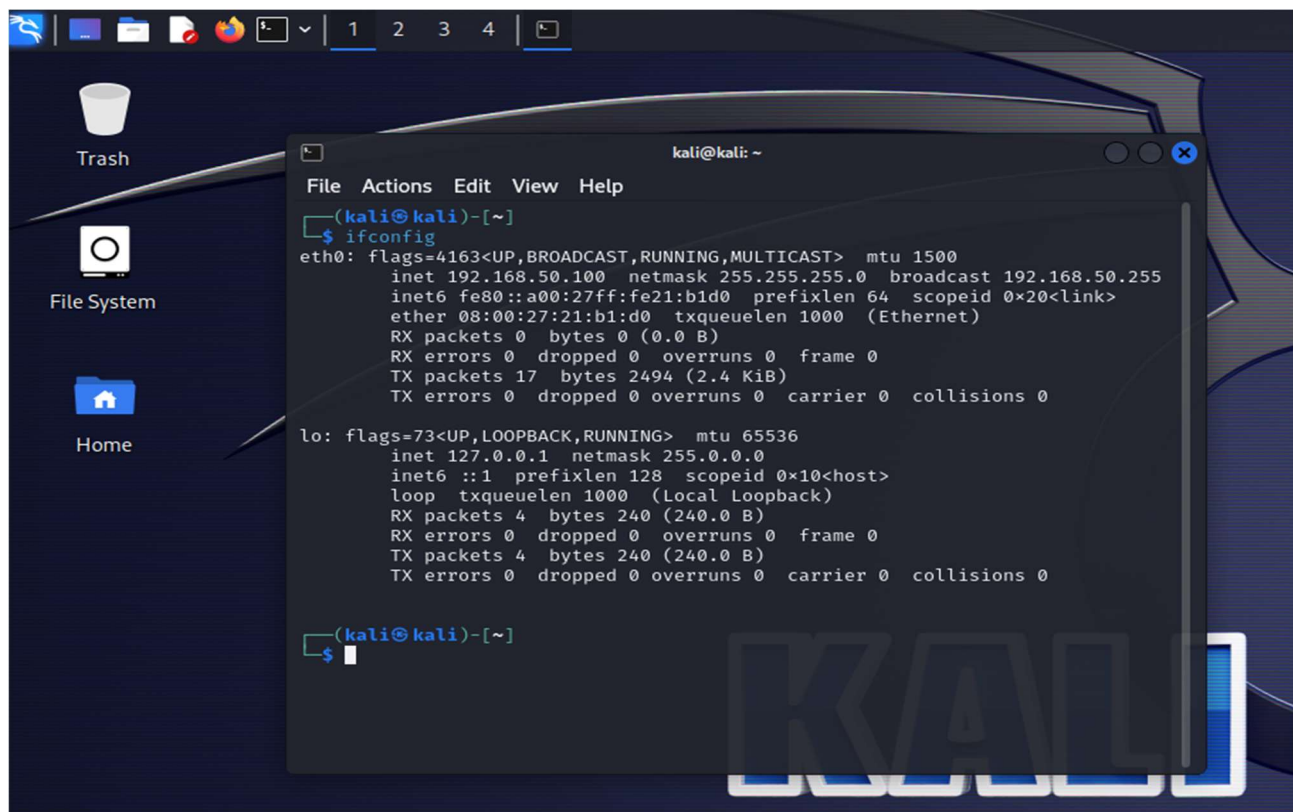 1 2 3 4
Trash
File System
Home
kali@kali: ~
File Actions Edit View Help
┌──(kali㉿kali)-[~]
└─$ ifconfig
eth0: flags=4163<UP,BROADCAST,RUNNING,MULTICAST>  mtu 1500
        inet 192.168.50.100  netmask 255.255.255.0  broadcast 192.168.50.255
        inet6 fe80::a00:27ff:fe21:b1d0  prefixlen 64  scopeid 0×20<link>
        ether 08:00:27:21:b1:d0  txqueuelen 1000  (Ethernet)
        RX packets 0  bytes 0 (0.0 B)
        RX errors 0  dropped 0  overruns 0  frame 0
        TX packets 17  bytes 2494 (2.4 KiB)
        TX errors 0  dropped 0 overruns 0  carrier 0  collisions 0

lo: flags=73<UP,LOOPBACK,RUNNING>  mtu 65536
        inet 127.0.0.1  netmask 255.0.0.0
        inet6 ::1  prefixlen 128  scopeid 0×10<host>
        loop  txqueuelen 1000  (Local Loopback)
        RX packets 4  bytes 240 (240.0 B)
        RX errors 0  dropped 0  overruns 0  frame 0
        TX packets 4  bytes 240 (240.0 B)
        TX errors 0  dropped 0 overruns 0  carrier 0  collisions 0

┌──(kali㉿kali)-[~]
└─$
KALI